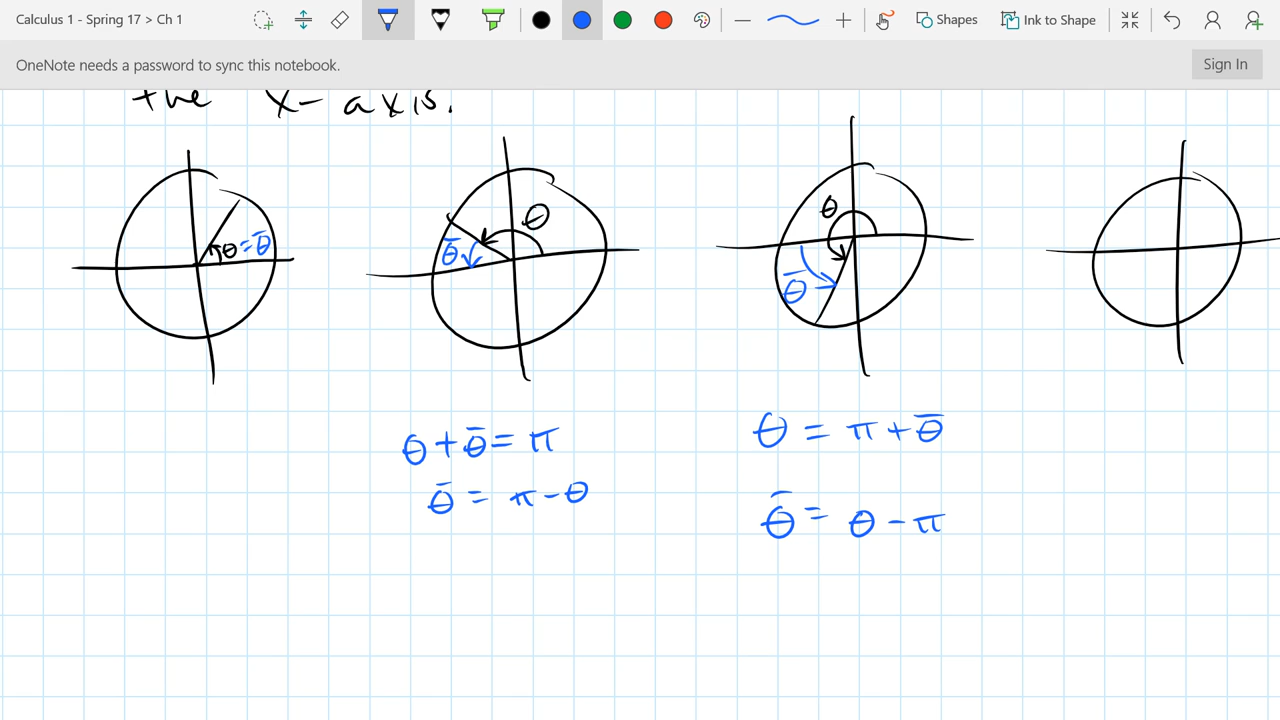 Calculus 1 - Spring 17 > Ch 1
Shapes
Ink to Shape
OneNote needs a password to sync this notebook.
Sign In
the x-axis.
θ=θ̄
θ
θ̄
θ
θ̄
θ + θ̄ = π
θ̄ = π - θ
θ = π + θ̄
θ̄ = θ - π